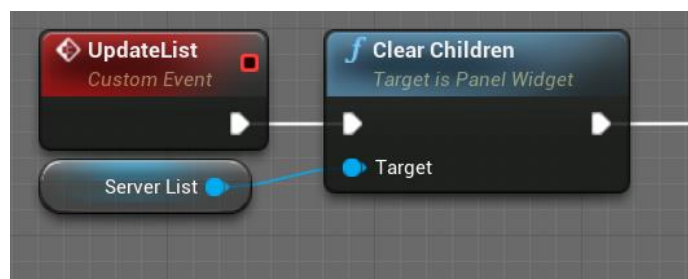 UpdateList
Custom Event
Server List
Clear Children
Target is Panel Widget
Target